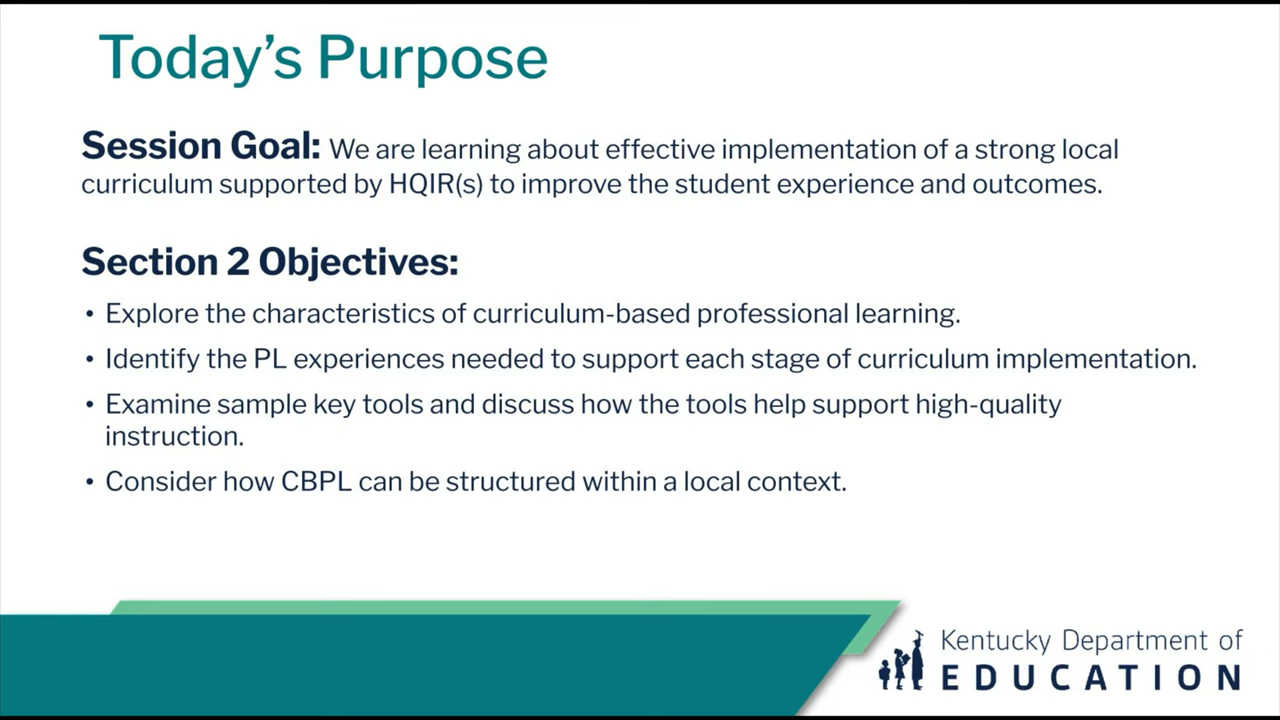 Today’s Purpose
Session Goal: We are learning about effective implementation of a strong local
curriculum supported by HQIR(s) to improve the student experience and outcomes.
Section 2 Objectives:
• Explore the characteristics of curriculum-based professional learning.
• Identify the PL experiences needed to support each stage of curriculum implementation.
• Examine sample key tools and discuss how the tools help support high-quality
instruction.
• Consider how CBPL can be structured within a local context.
Kentucky Department of
EDUCATION